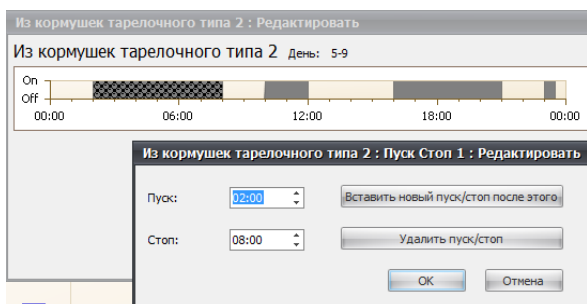 Из кормушек тарелочного типа 2 : Редактировать
Из кормушек тарелочного типа 2 День: 5-9
On
Off
00:00 06:00 12:00 18:00 00:00
Из кормушек тарелочного типа 2 : Пуск Стоп 1 : Редактировать
Пуск: 02:00 Вставить новый пуск/стоп после этого
Стоп: 08:00 Удалить пуск/стоп
OK Отмена